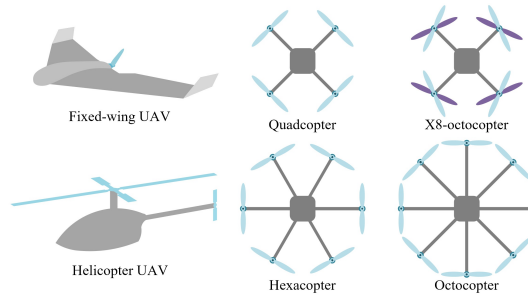 Fixed-wing UAV
Quadcopter
X8-octocopter
Helicopter UAV
Hexacopter
Octocopter